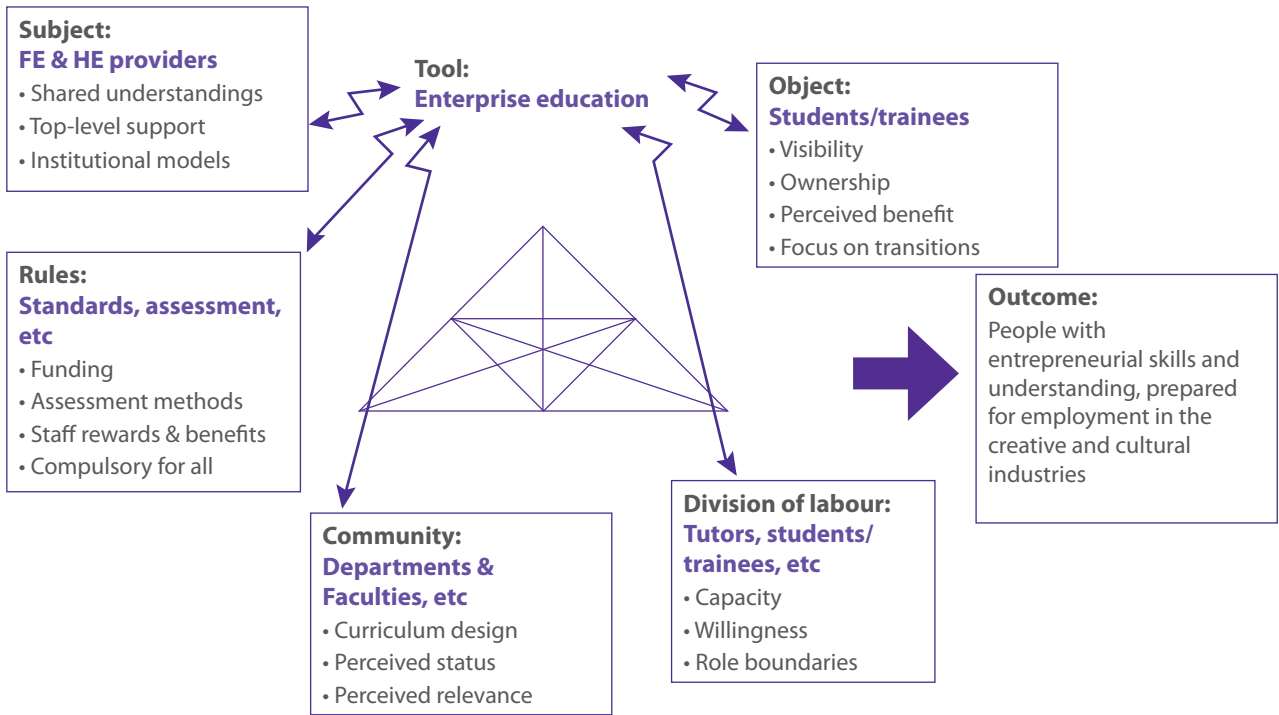 Subject:
FE & HE providers
• Shared understandings
• Top-level support
• Institutional models
Tool:
Enterprise education
Object:
Students/trainees
• Visibility
• Ownership
• Perceived benefit
• Focus on transitions
Rules:
Standards, assessment,
etc
• Funding
• Assessment methods
• Staff rewards & benefits
• Compulsory for all
Outcome:
People with
entrepreneurial skills and
understanding, prepared
for employment in the
creative and cultural
industries
Community:
Departments &
Faculties, etc
• Curriculum design
• Perceived status
• Perceived relevance
Division of labour:
Tutors, students/
trainees, etc
• Capacity
• Willingness
• Role boundaries